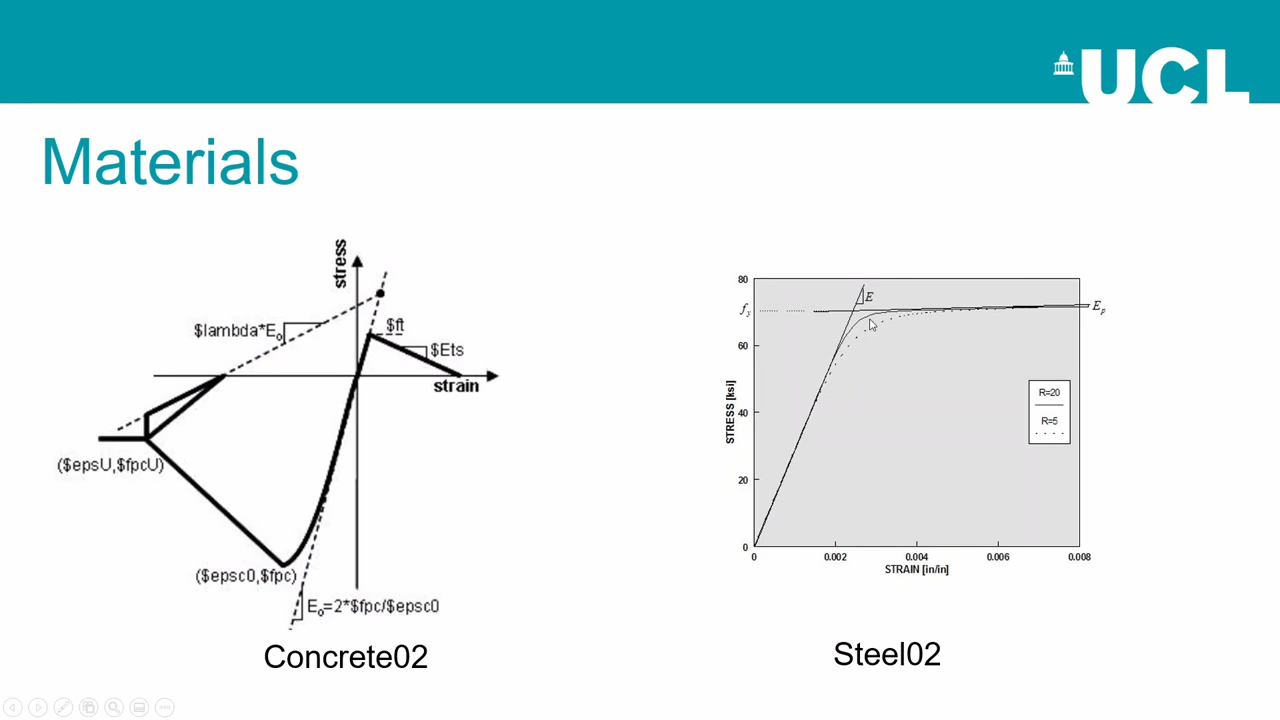 UCL
Materials
stress
$lambda*E₀
$ft
$Ets
strain
($epsU,$fpcU)
($epsc0,$fpc)
E₀=2*$fpc/$epsc0
Concrete02
80
60
40
20
0
STRESS [ksi]
fy
E
Ep
R=20
R=5
0 0.002 0.004 0.006 0.008
STRAIN [in/in]
Steel02